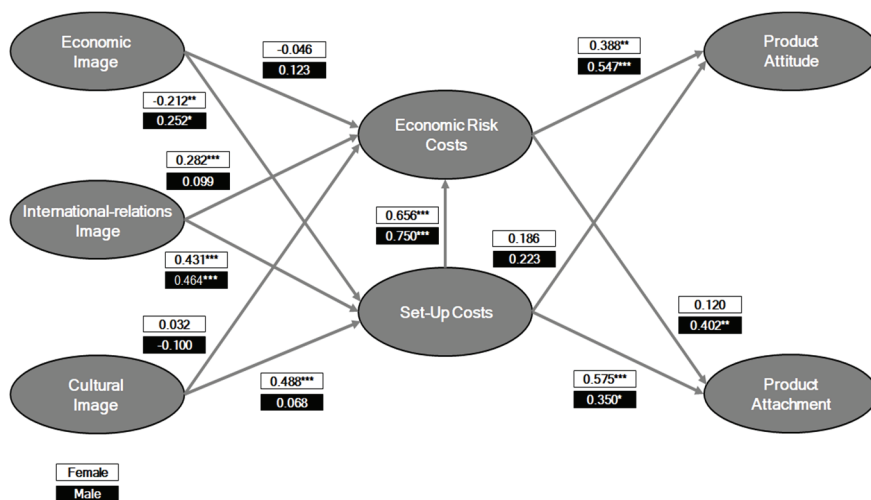 Economic
Image
-0.046
0.123
0.388**
0.547***
Product
Attitude
-0.212**
0.252*
Economic Risk
Costs
0.282***
0.099
International-relations
Image
0.656***
0.750***
0.186
0.223
0.431***
0.464***
Set-Up Costs
0.032
-0.100
0.120
0.402**
Cultural
Image
0.488***
0.068
0.575***
0.350*
Product
Attachment
Female
Male